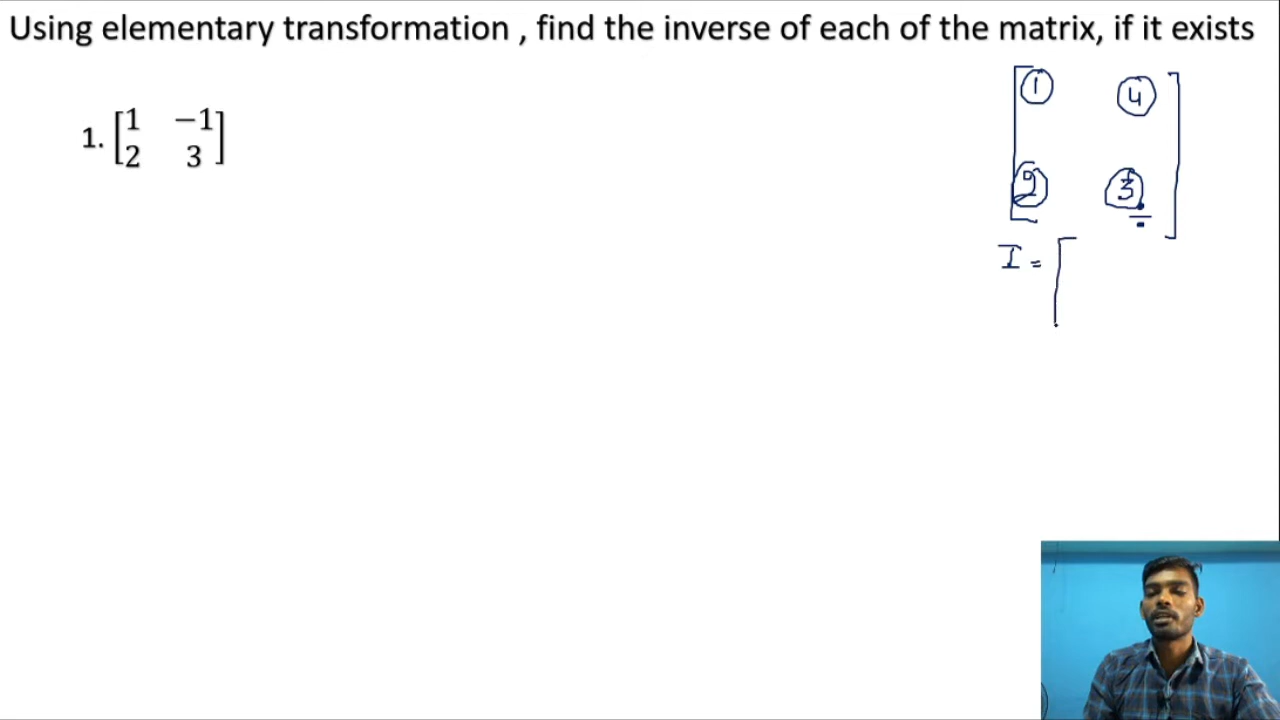 Using elementary transformation , find the inverse of each of the matrix, if it exists
1. [1 −1
2 3]
[① ④
② ③ ÷]
I = [